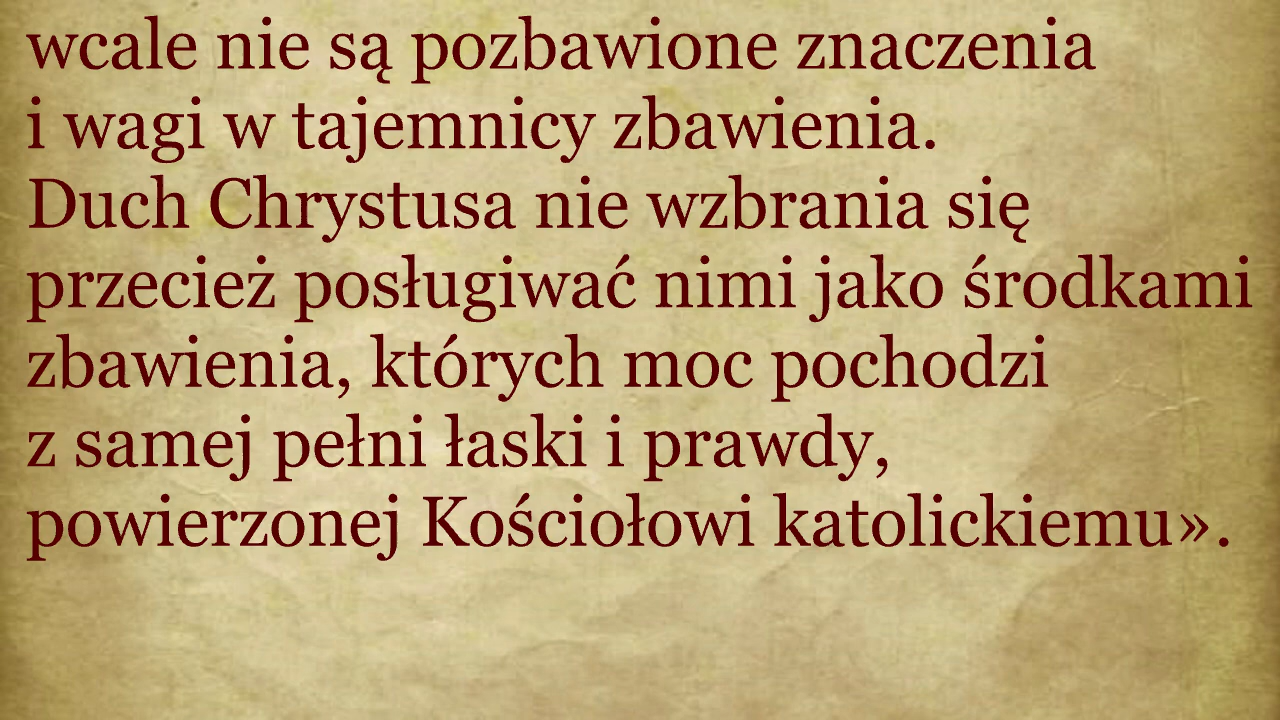 wcale nie są pozbawione znaczenia
i wagi w tajemnicy zbawienia.
Duch Chrystusa nie wzbrania się
przecież posługiwać nimi jako środkami
zbawienia, których moc pochodzi
z samej pełni łaski i prawdy,
powierzonej Kościołowi katolickiemu».